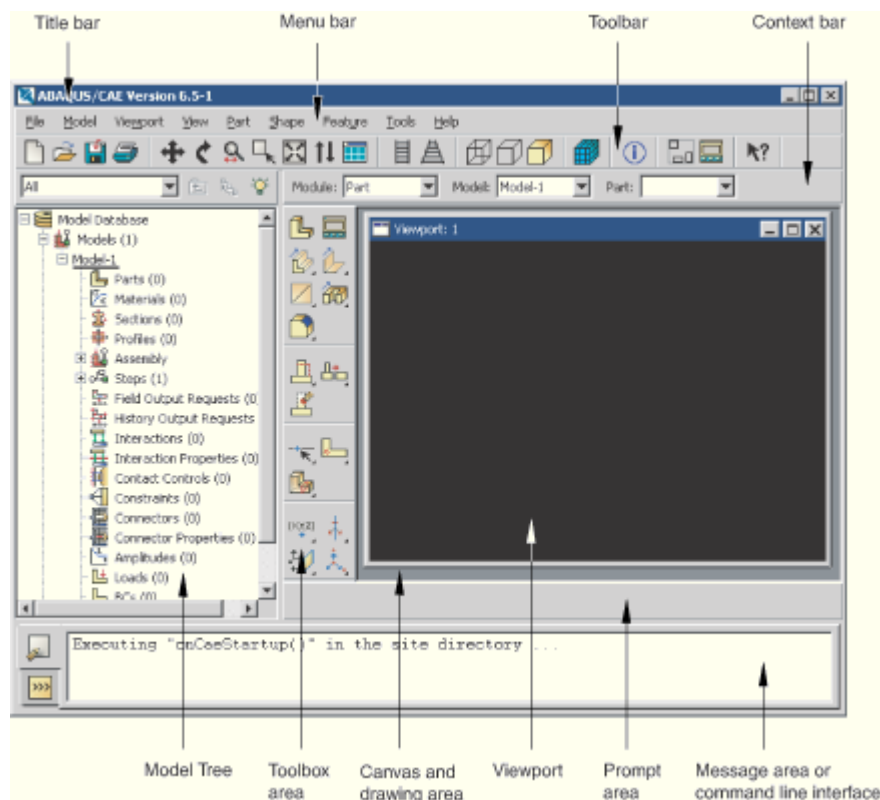 Title bar
Menu bar
Toolbar
Context bar
ABAQUS/CAE Version 6.5-1
File Model Viewport View Part Shape Feature Tools Help
All
Module: Part Model: Model-1 Part:
Model Database
Models (1)
Model-1
Parts (0)
Materials (0)
Sections (0)
Profiles (0)
Assembly
Steps (1)
Field Output Requests (0
History Output Requests
Interactions (0)
Interaction Properties (0)
Contact Controls (0)
Constraints (0)
Connectors (0)
Connector Properties (0)
Amplitudes (0)
Loads (0)
BCs (0)
Viewport: 1
Executing "onCaeStartup()" in the site directory ...
>>>
Model Tree
Toolbox area
Canvas and drawing area
Viewport
Prompt area
Message area or command line interface